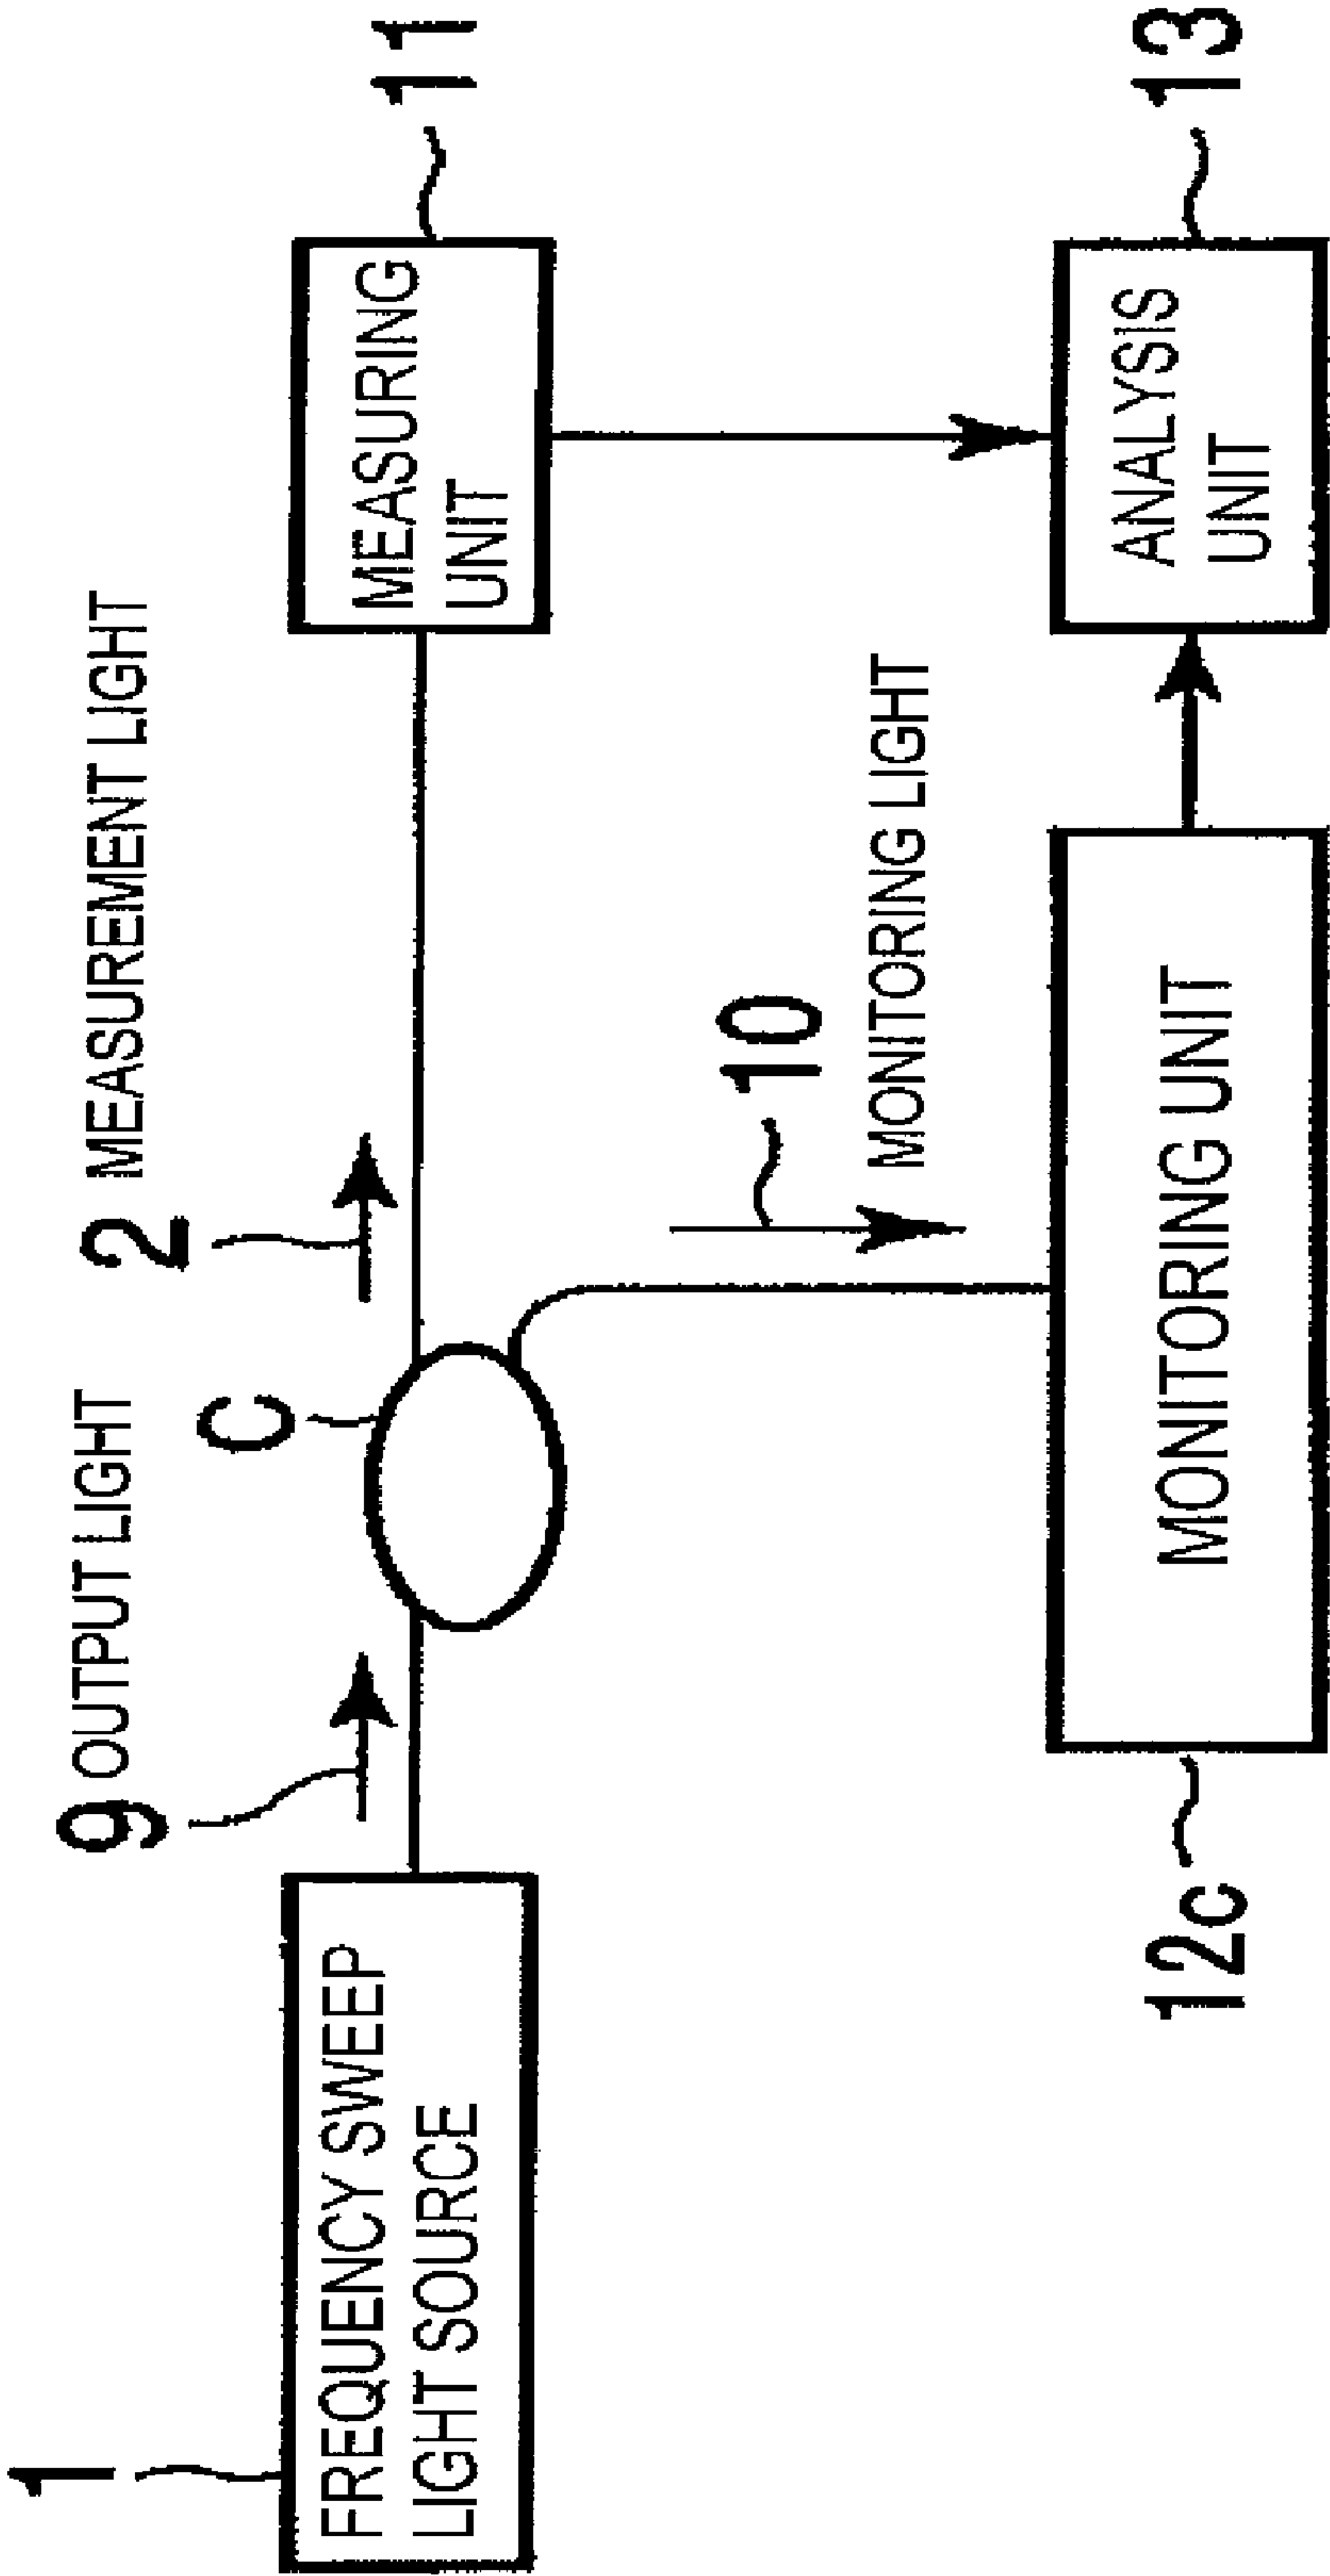 1
FREQUENCY SWEEP
LIGHT SOURCE
9 OUTPUT LIGHT
C
2 MEASUREMENT LIGHT
MEASURING
UNIT
11
10
MONITORING LIGHT
12c
MONITORING UNIT
ANALYSIS
UNIT
13